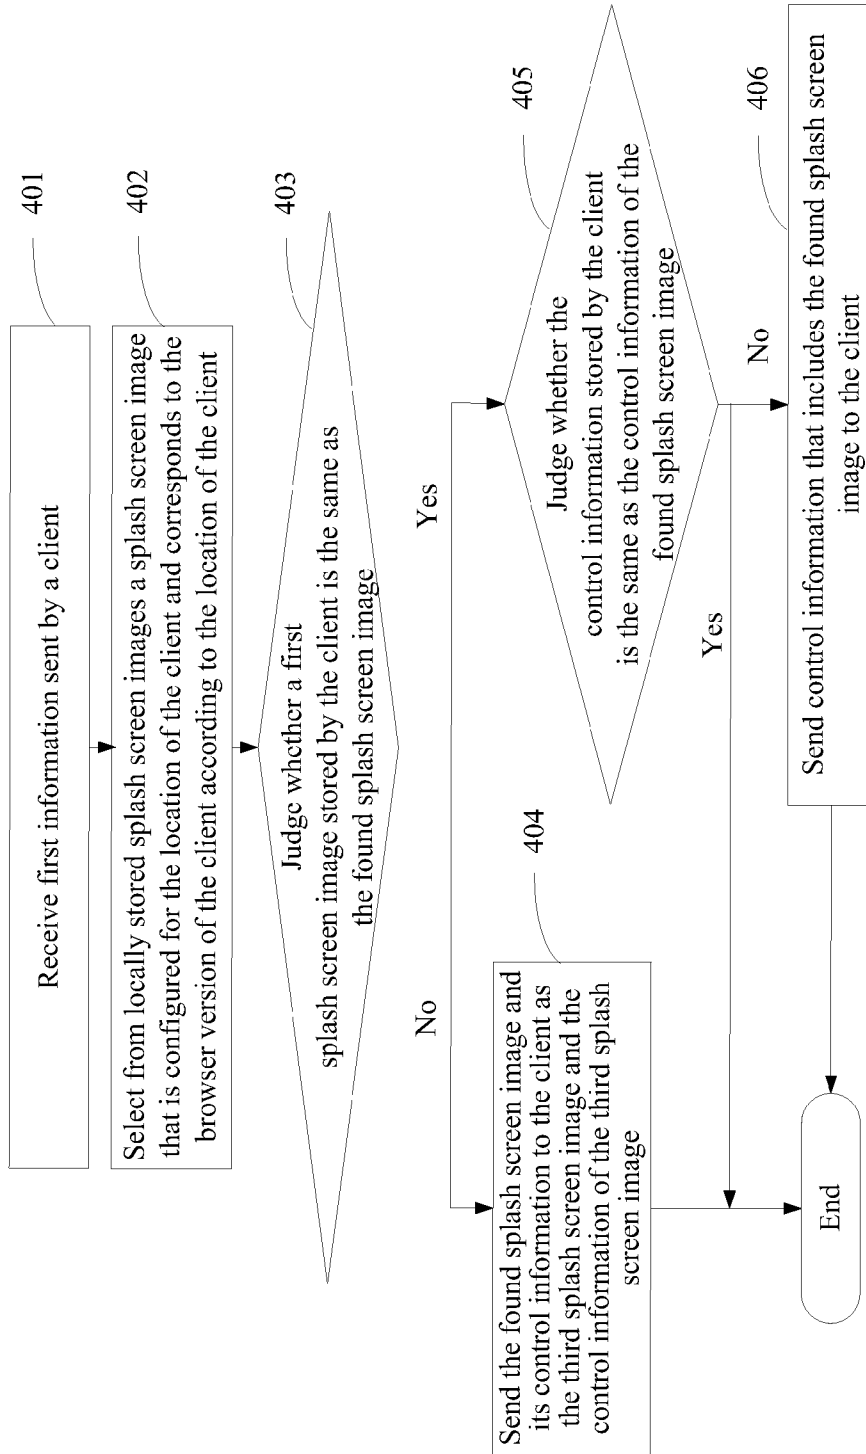 401
Receive first information sent by a client
402
Select from locally stored splash screen images a splash screen image
that is configured for the location of the client and corresponds to the
browser version of the client according to the location of the client
403
Judge whether a first
splash screen image stored by the client is the same as
the found splash screen image
No
Yes
404
Send the found splash screen image and
its control information to the client as
the third splash screen image and the
control information of the third splash
screen image
405
Judge whether the
control information stored by the client
is the same as the control information of the
found splash screen image
Yes
No
406
Send control information that includes the found splash screen
image to the client
End